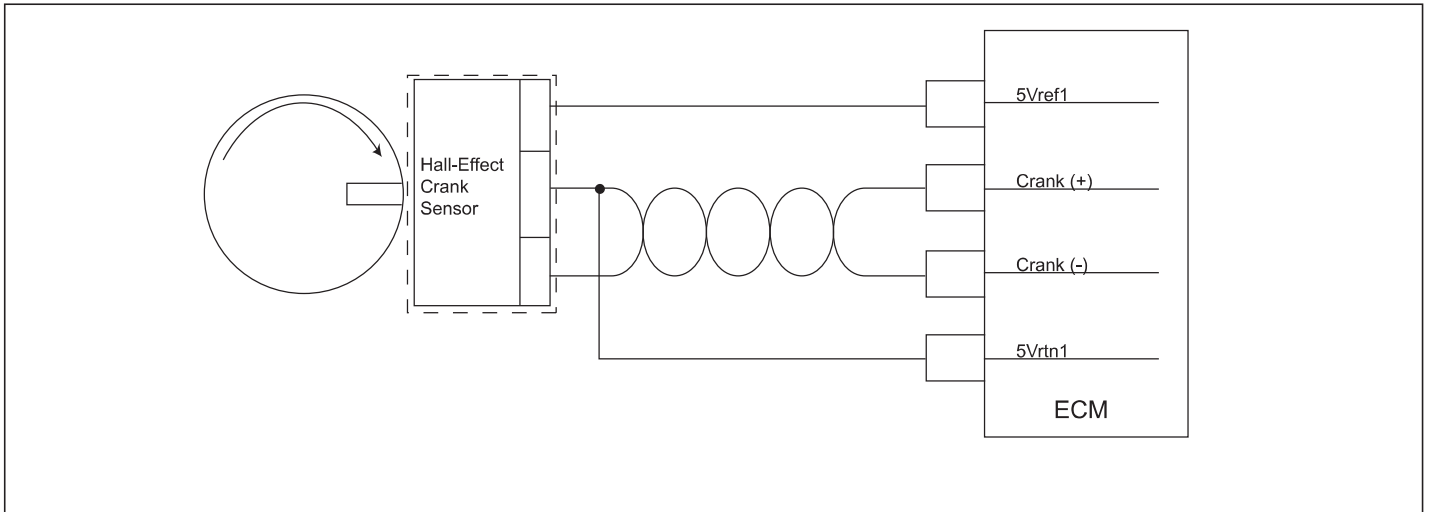 5Vref1
Hall-Effect
Crank
Sensor
Crank (+)
Crank (-)
5Vrtn1
ECM